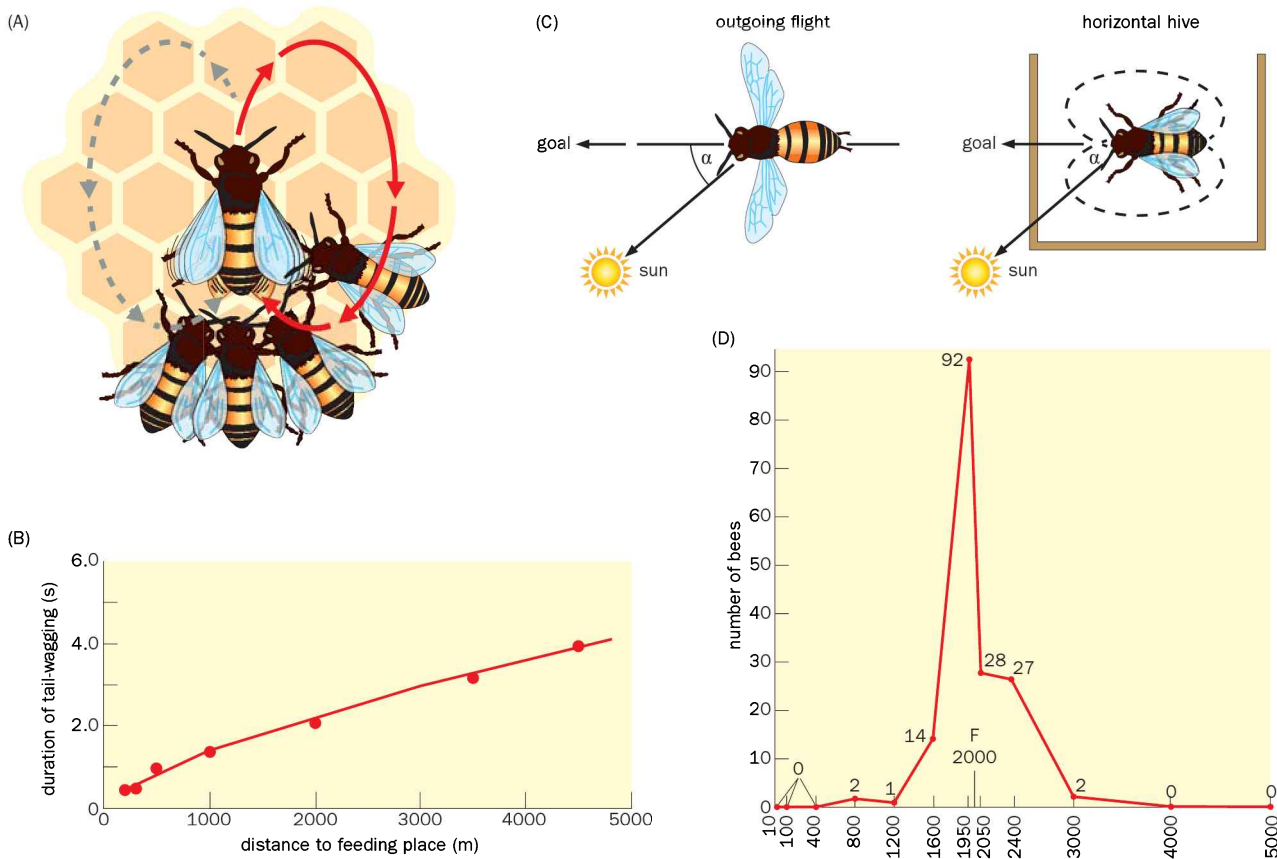 (A)
(C)
outgoing flight
horizontal hive
goal
α
sun
goal
α
sun
(B)
duration of tail-wagging (s)
6.0
4.0
2.0
0
0
1000
2000
3000
4000
5000
distance to feeding place (m)
(D)
number of bees
90
80
70
60
50
40
30
20
10
0
0
2
1
14
92
28
27
2
0
0
F
2000
10
100
400
800
1200
1600
1950
2050
2400
3000
4000
5000